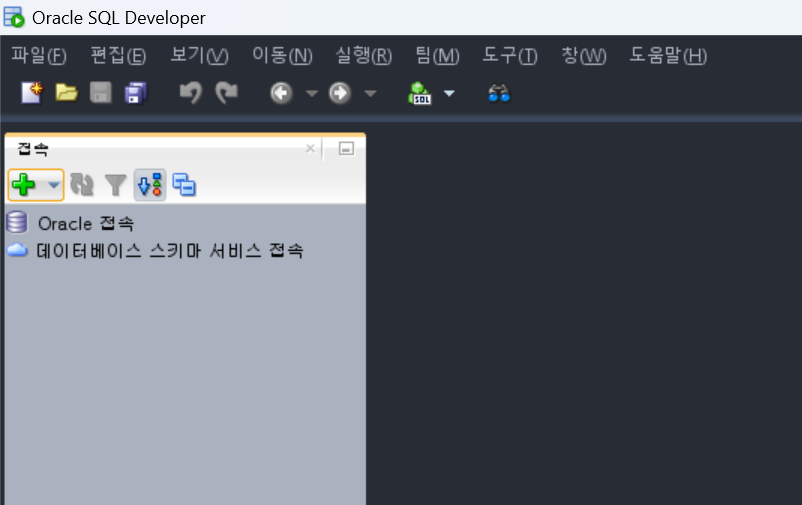 Oracle SQL Developer
파일(F) 편집(E) 보기(V) 이동(N) 실행(R) 팀(M) 도구(T) 창(W) 도움말(H)
SQL
접속
Oracle 접속
데이터베이스 스키마 서비스 접속